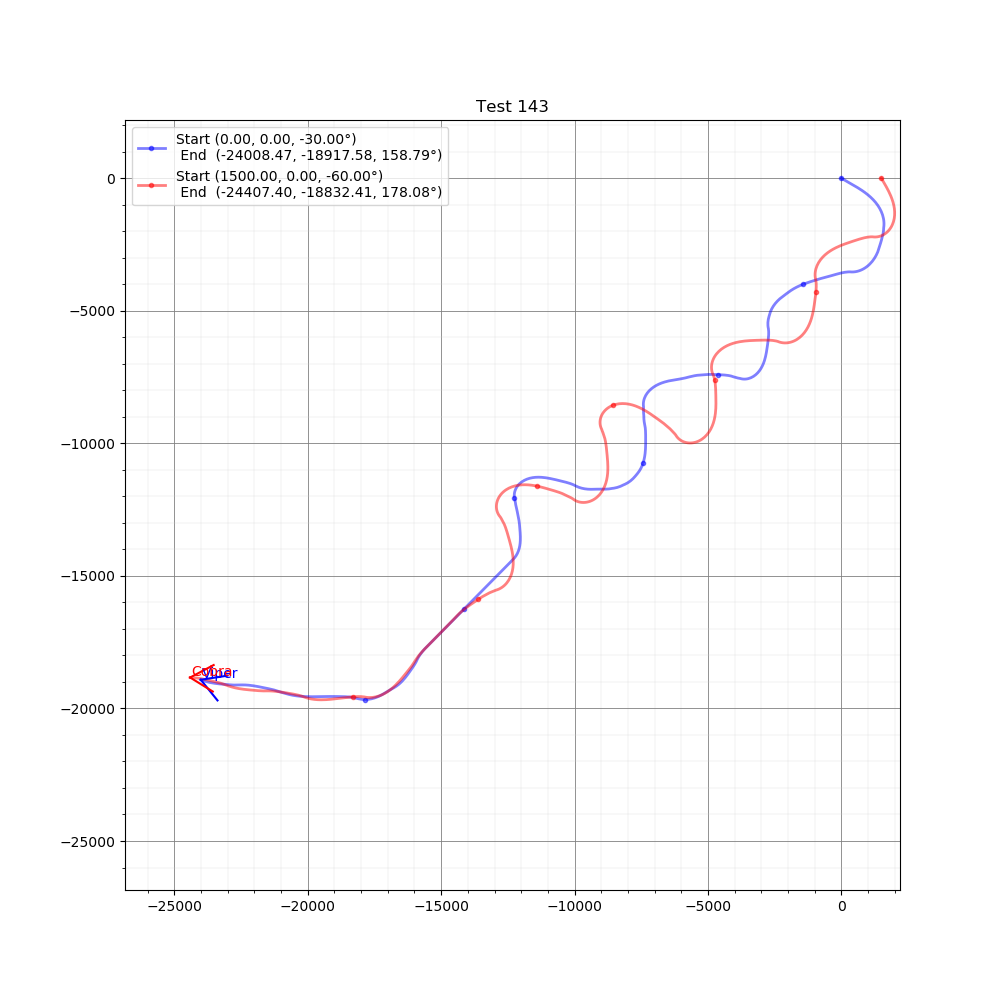 Test 143
Start (0.00, 0.00, -30.00°)
End  (-24008.47, -18917.58, 158.79°)
Start (1500.00, 0.00, -60.00°)
End  (-24407.40, -18832.41, 178.08°)
0
−5000
−10000
−15000
−20000
−25000
Cobra
Viper
−25000 −20000 −15000 −10000 −5000 0